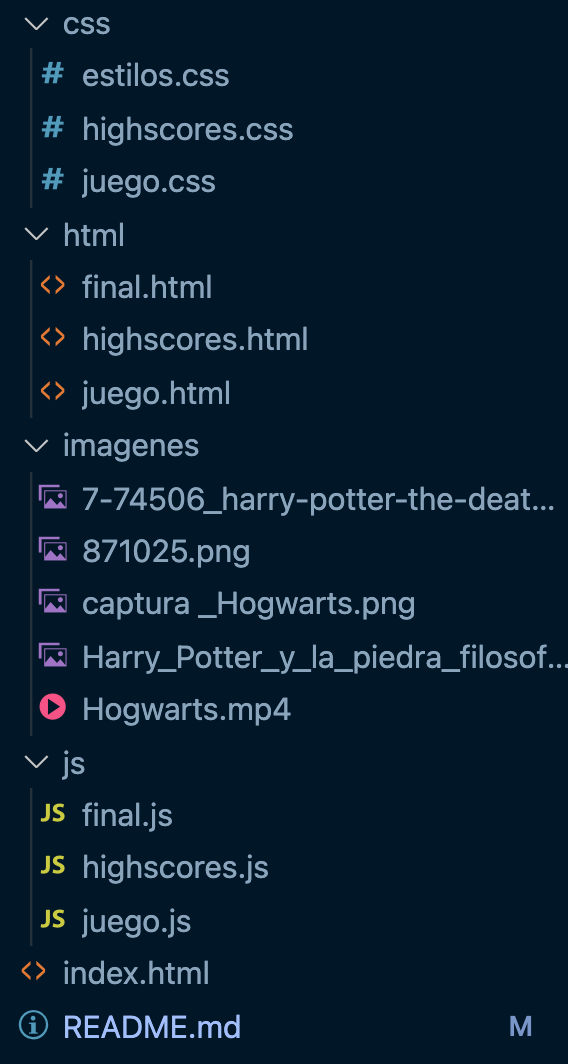 css
# estilos.css
# highscores.css
# juego.css
html
<> final.html
<> highscores.html
<> juego.html
imagenes
7-74506_harry-potter-the-deat...
871025.png
captura _Hogwarts.png
Harry_Potter_y_la_piedra_filosof...
Hogwarts.mp4
js
JS final.js
JS highscores.js
JS juego.js
<> index.html
README.md M